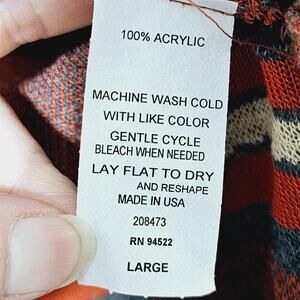 100% ACRYLIC
MACHINE WASH COLD
WITH LIKE COLOR
GENTLE CYCLE
BLEACH WHEN NEEDED
LAY FLAT TO DRY
AND RESHAPE
MADE IN USA
208473
RN 94522
LARGE